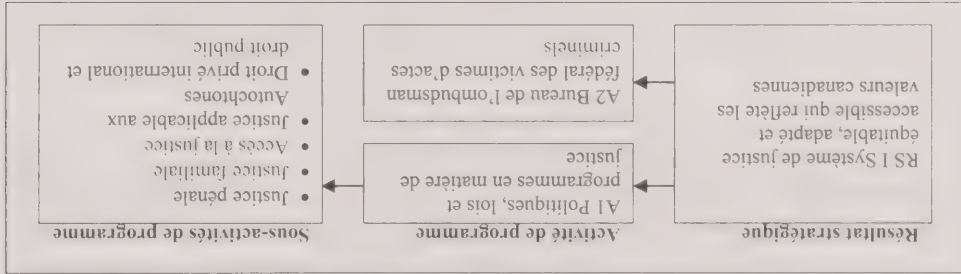 Résultat stratégique
RS I Système de justice
équitable, adapté et
accessible qui reflète les
valeurs canadiennes
Activité de programme
A1 Politiques, lois et
programmes en matière de
justice
A2 Bureau de l'ombudsman
fédéral des victimes d'actes
criminels
Sous-activités de programme
• Justice pénale
• Justice familiale
• Accès à la justice
• Justice applicable aux
Autochtones
• Droit privé international et
droit public